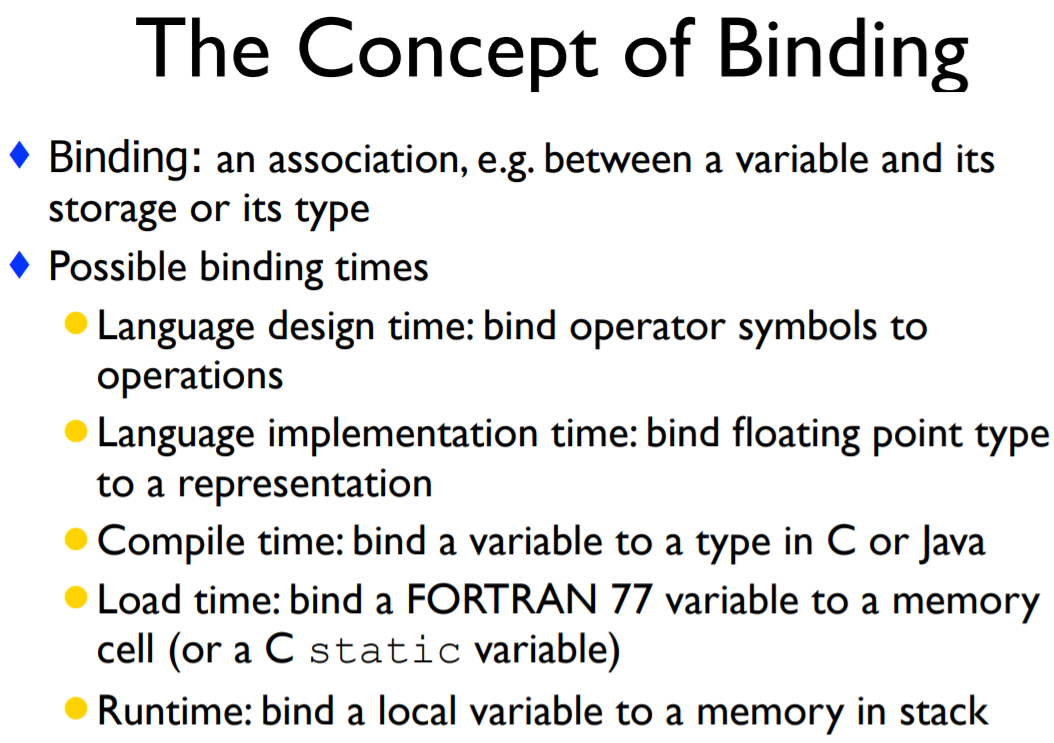 The Concept of Binding
Binding: an association, e.g. between a variable and its
storage or its type
Possible binding times
Language design time: bind operator symbols to
operations
Language implementation time: bind floating point type
to a representation
Compile time: bind a variable to a type in C or Java
Load time: bind a FORTRAN 77 variable to a memory
cell (or a C static variable)
Runtime: bind a local variable to a memory in stack